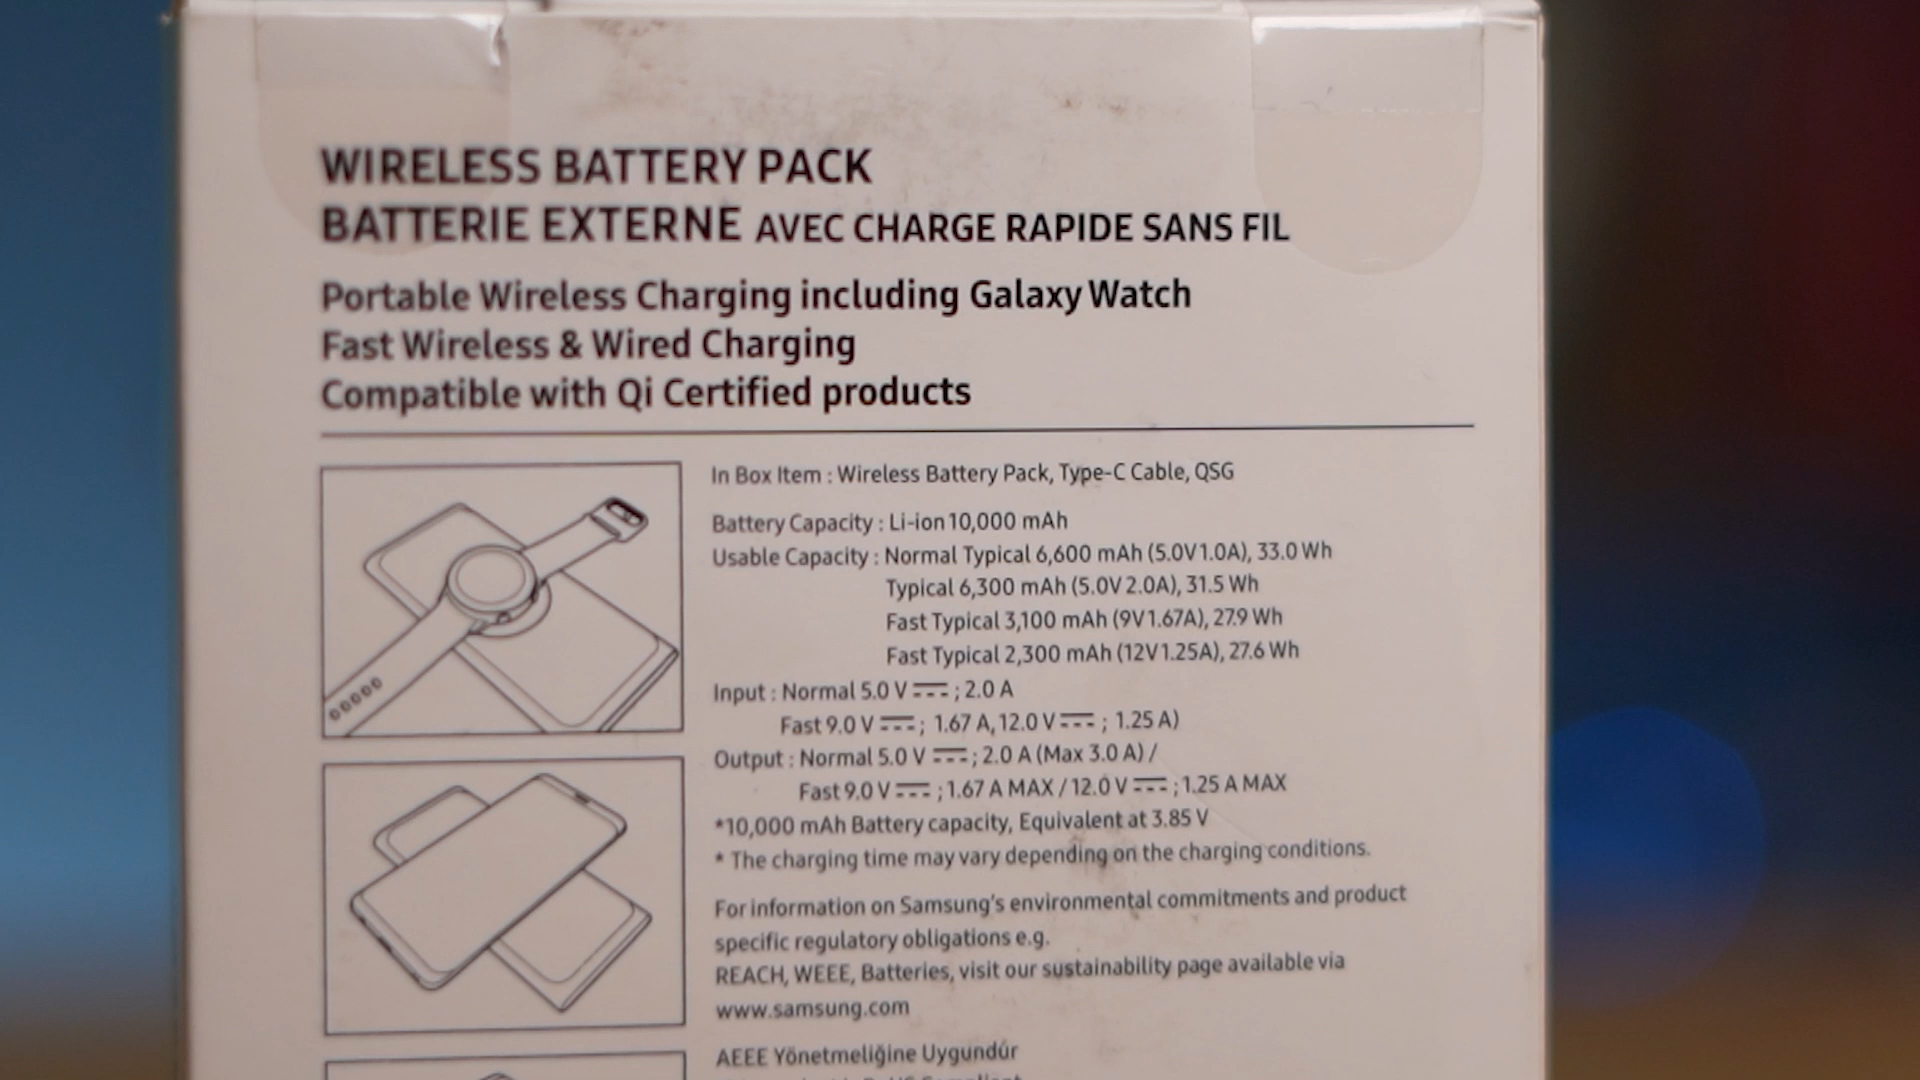 WIRELESS BATTERY PACK
BATTERIE EXTERNE AVEC CHARGE RAPIDE SANS FIL
Portable Wireless Charging including Galaxy Watch
Fast Wireless & Wired Charging
Compatible with Qi Certified products
In Box Item : Wireless Battery Pack, Type-C Cable, QSG
Battery Capacity : Li-ion 10,000 mAh
Usable Capacity : Normal Typical 6,600 mAh (5.0V 1.0A), 33.0 Wh
Typical 6,300 mAh (5.0V 2.0A), 31.5 Wh
Fast Typical 3,100 mAh (9V 1.67A), 27.9 Wh
Fast Typical 2,300 mAh (12V 1.25A), 27.6 Wh
Input : Normal 5.0 V ⎓ ; 2.0 A
Fast 9.0 V ⎓ ; 1.67 A, 12.0 V ⎓ ; 1.25 A)
Output : Normal 5.0 V ⎓ ; 2.0 A (Max 3.0 A) /
Fast 9.0 V ⎓ ; 1.67 A MAX / 12.0 V ⎓ ; 1.25 A MAX
*10,000 mAh Battery capacity, Equivalent at 3.85 V
* The charging time may vary depending on the charging conditions.
For information on Samsung's environmental commitments and product
specific regulatory obligations e.g.
REACH, WEEE, Batteries, visit our sustainability page available via
www.samsung.com
AEEE Yönetmeliğine Uygundur